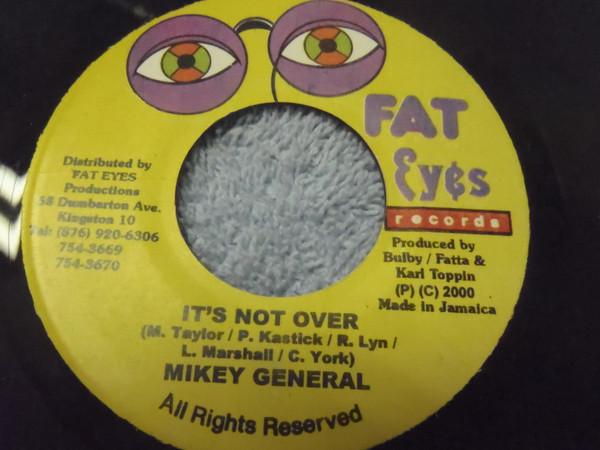 FAT
Eye$
records
Distributed by
FAT EYES
Productions
58 Dumbarton Ave.
Kingston 10
Tel: (876) 920-6306
754-3669
754-3670
Produced by
Bulby / Fatta &
Karl Toppin
(P) (C) 2000
Made in Jamaica
IT'S NOT OVER
(M. Taylor / P. Kastick / R. Lyn /
L. Marshall / C. York)
MIKEY GENERAL
All Rights Reserved